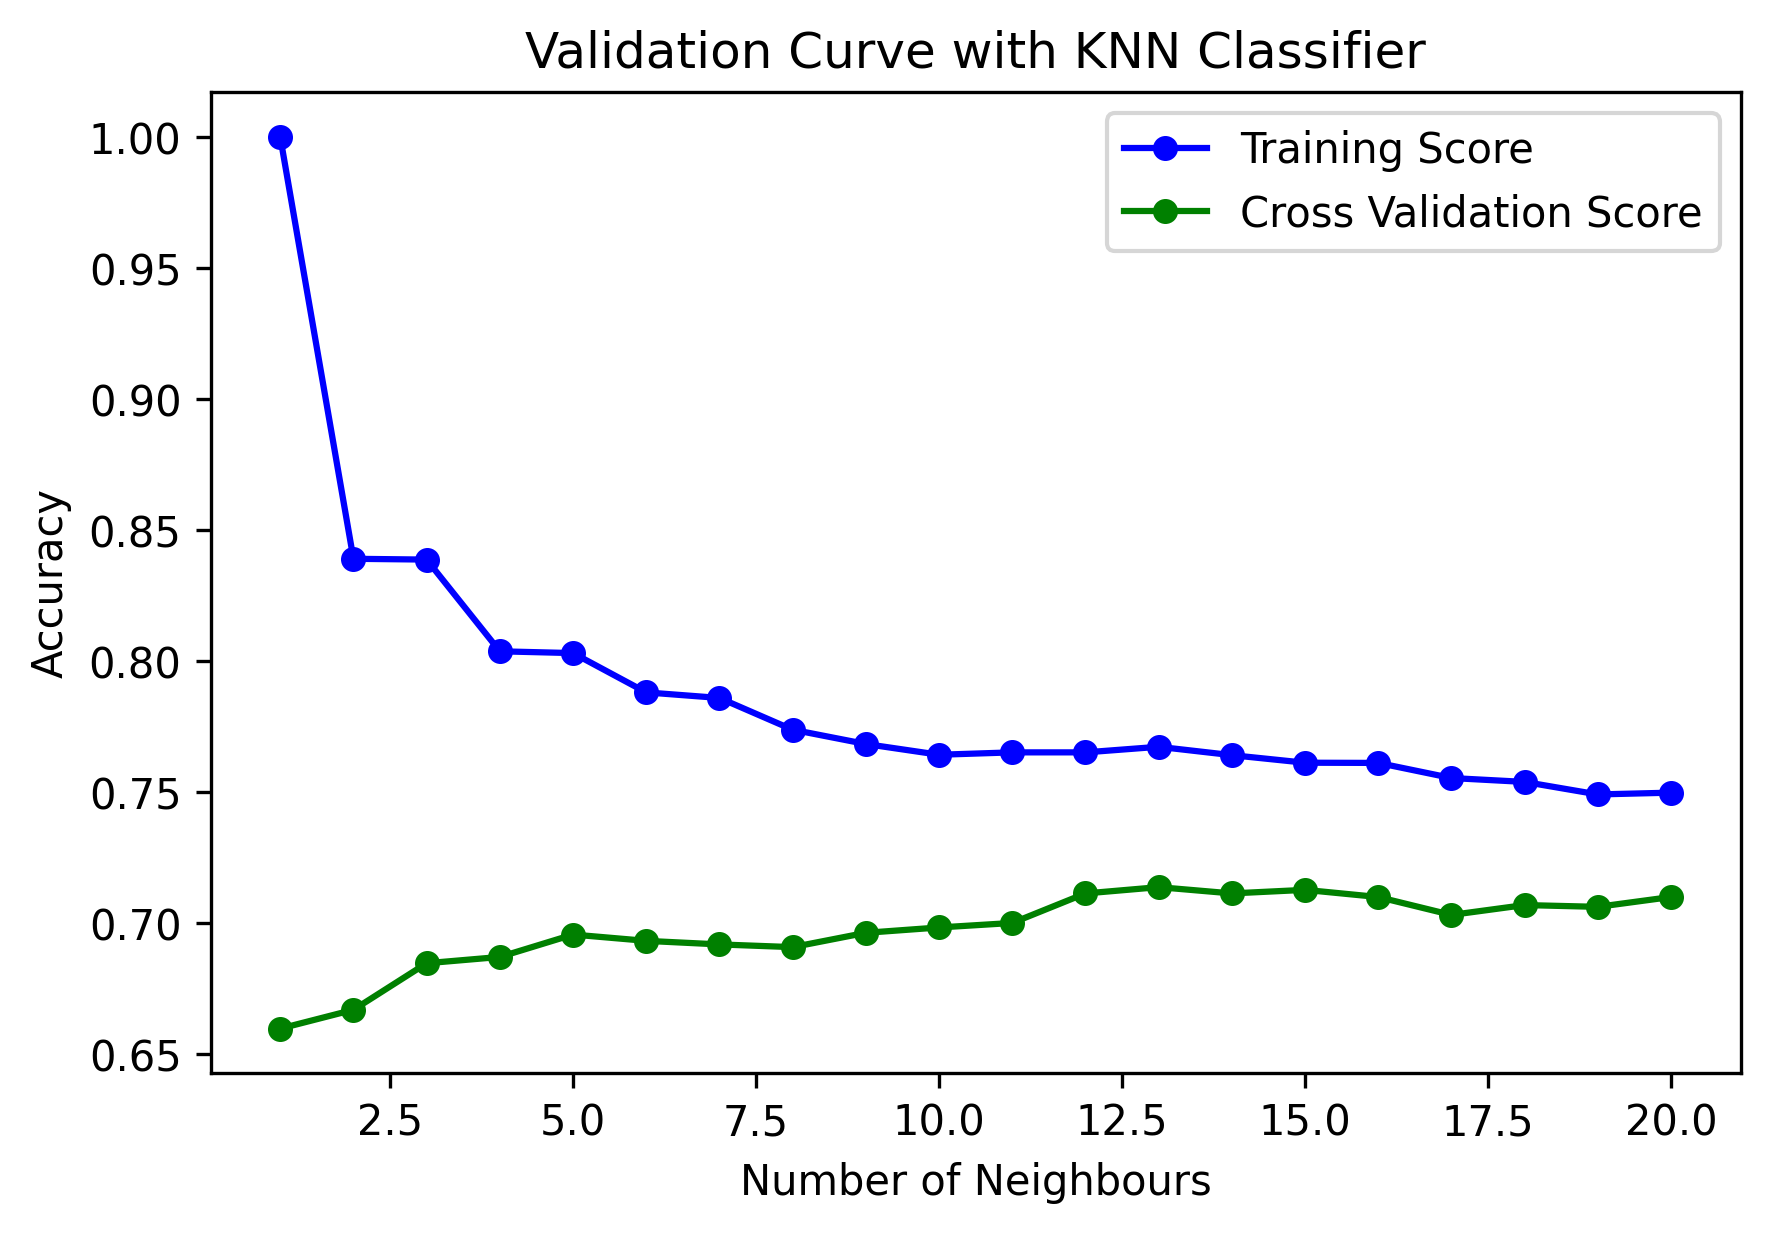 Validation Curve with KNN Classifier
Training Score
Cross Validation Score
1.00
0.95
0.90
0.85
0.80
0.75
0.70
0.65
Accuracy
2.5 5.0 7.5 10.0 12.5 15.0 17.5 20.0
Number of Neighbours